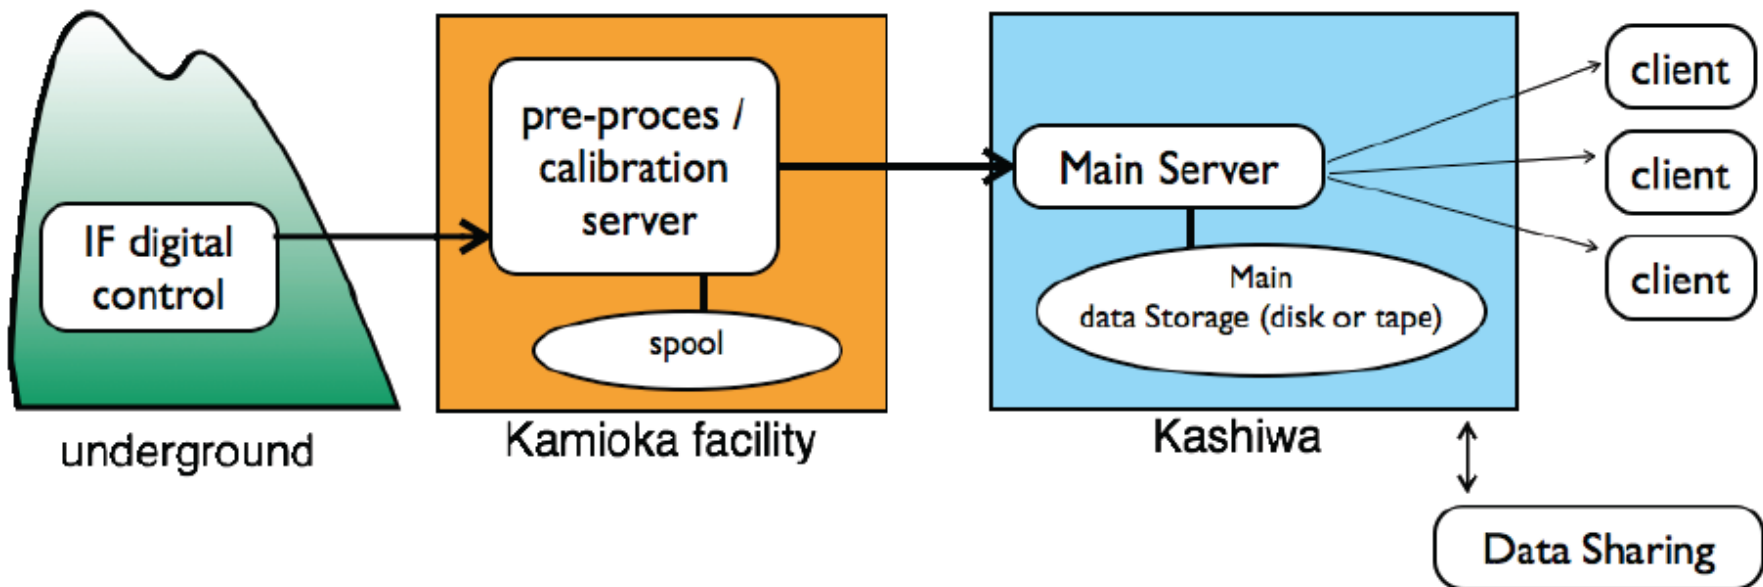 IF digital
control
underground
pre-proces /
calibration
server
spool
Kamioka facility
Main Server
Main
data Storage (disk or tape)
Kashiwa
client
client
client
Data Sharing